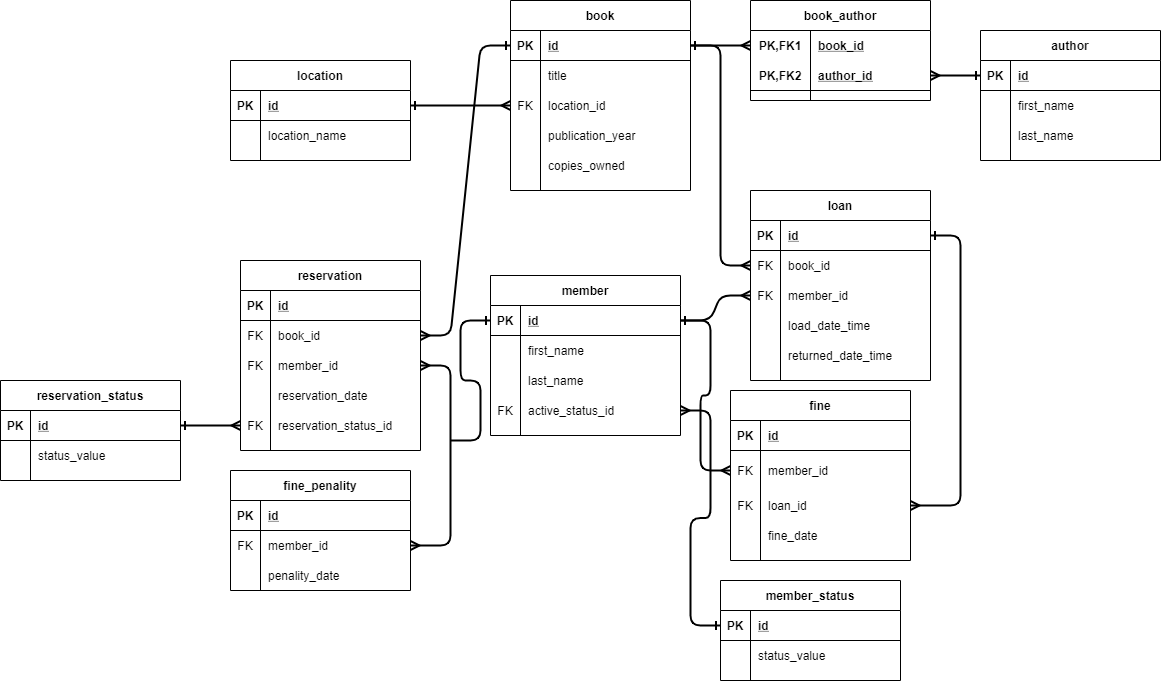 book
PK id
title
FK location_id
publication_year
copies_owned
book_author
PK,FK1 book_id
PK,FK2 author_id
author
PK id
first_name
last_name
location
PK id
location_name
loan
PK id
FK book_id
FK member_id
load_date_time
returned_date_time
reservation
PK id
FK book_id
FK member_id
reservation_date
FK reservation_status_id
member
PK id
first_name
last_name
FK active_status_id
reservation_status
PK id
status_value
fine
PK id
FK member_id
FK loan_id
fine_date
fine_penality
PK id
FK member_id
penality_date
member_status
PK id
status_value